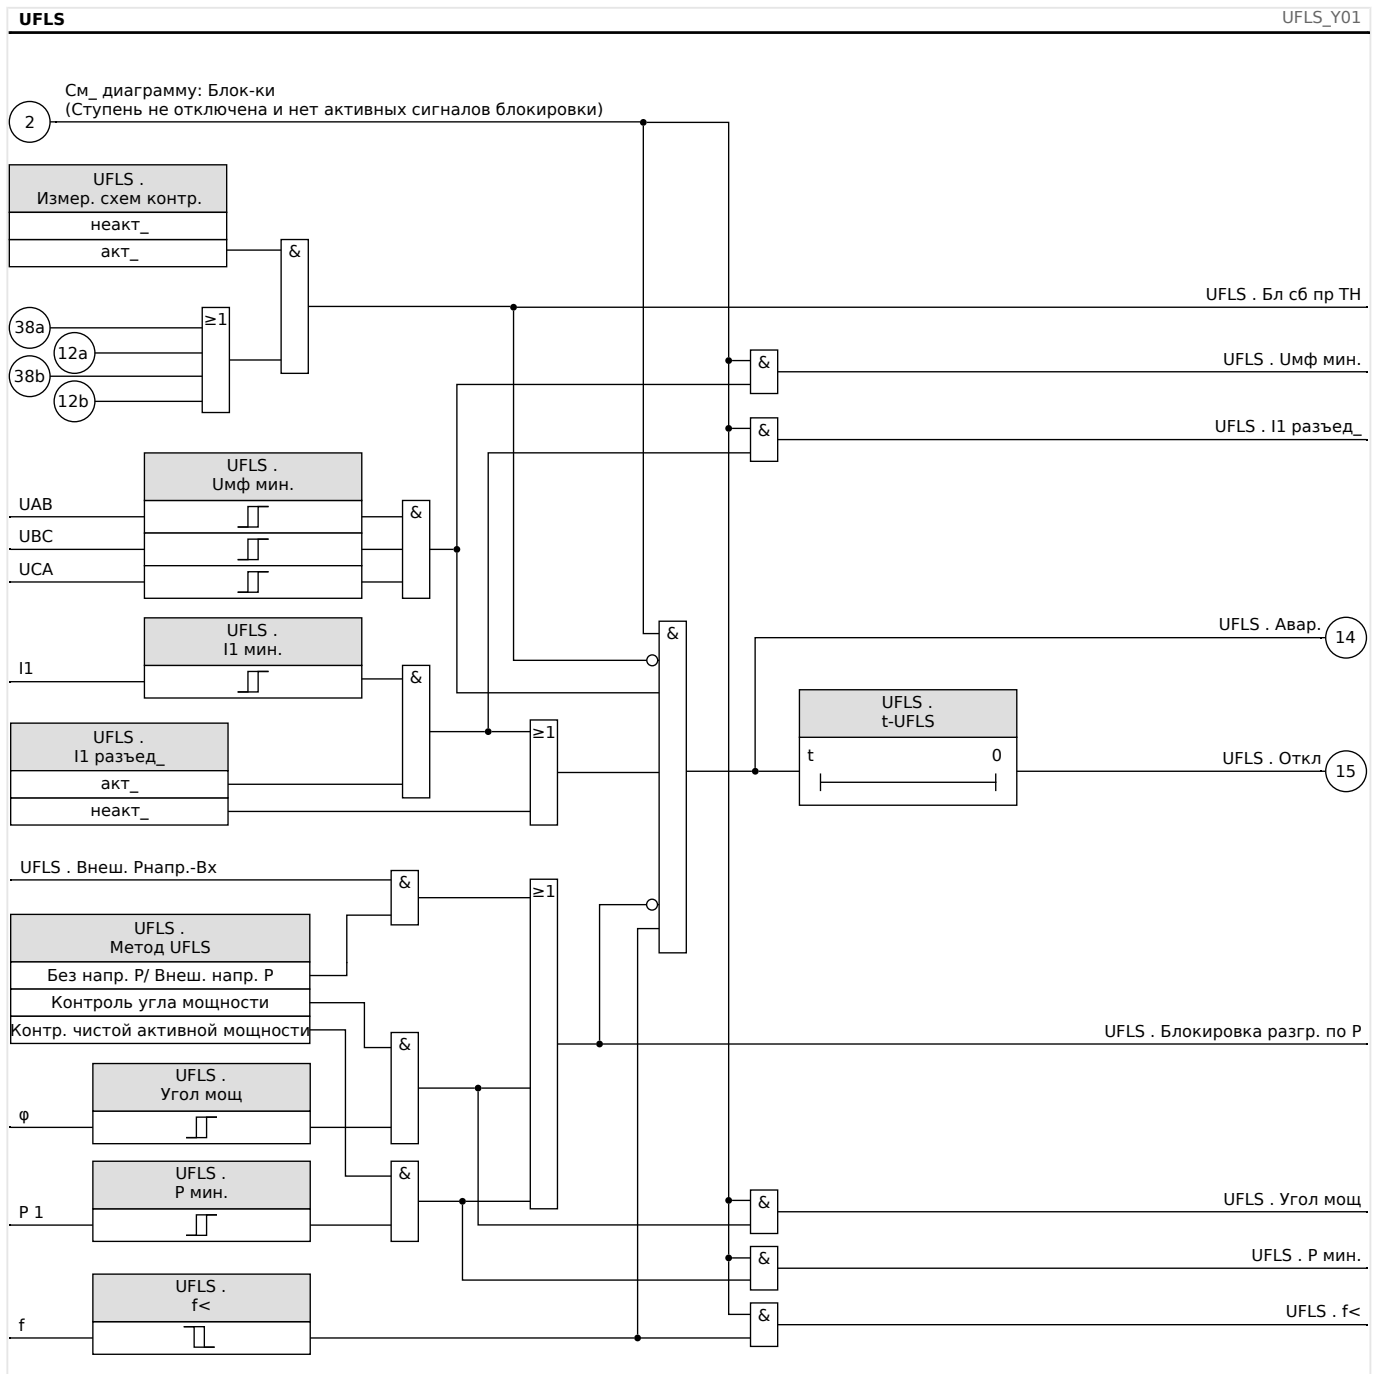 UFLS
UFLS_Y01
См_ диаграмму: Блок-ки
(Ступень не отключена и нет активных сигналов блокировки)
2
UFLS .
Измер. схем контр.
неакт_
акт_
&
UFLS . Бл сб пр ТН
38a
≥1
12a
38b
12b
&
UFLS . Uмф мин.
&
UFLS . I1 разъед_
UFLS .
Uмф мин.
UAB
UBC
UCA
&
UFLS .
I1 мин.
I1
&
&
UFLS . Авар.
14
UFLS .
t-UFLS
t
0
UFLS . Откл
15
UFLS .
I1 разъед_
акт_
неакт_
≥1
UFLS . Внеш. Pнапр.-Вх
&
≥1
UFLS .
Метод UFLS
Без напр. P/ Внеш. напр. P
Контроль угла мощности
Контр. чистой активной мощности
&
UFLS . Блокировка разгр. по P
UFLS .
Угол мощ
φ
UFLS .
P мин.
P 1
&
&
UFLS . Угол мощ
&
UFLS . P мин.
UFLS .
f<
f
&
UFLS . f<